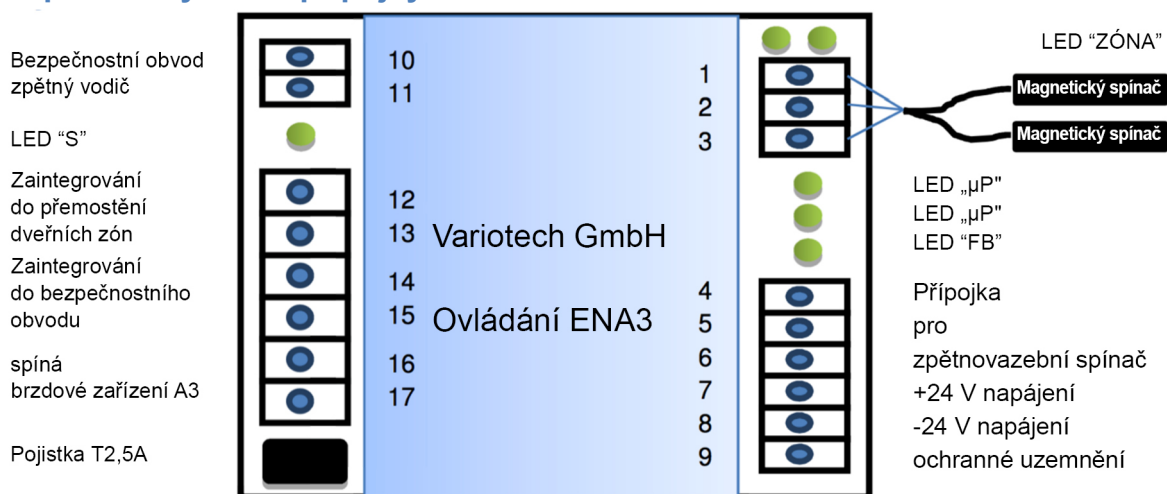 Bezpečnostní obvod
zpětný vodič
LED “S”
Zaintegrování
do přemostění
dveřních zón
Zaintegrování
do bezpečnostního
obvodu
spíná
brzdové zařízení A3
Pojistka T2,5A
10
11
12
13
14
15
16
17
Variotech GmbH
Ovládání ENA3
1
2
3
4
5
6
7
8
9
LED “ZÓNA”
Magnetický spínač
Magnetický spínač
LED „µP"
LED „µP"
LED “FB”
Přípojka
pro
zpětnovazební spínač
+24 V napájení
-24 V napájení
ochranné uzemnění